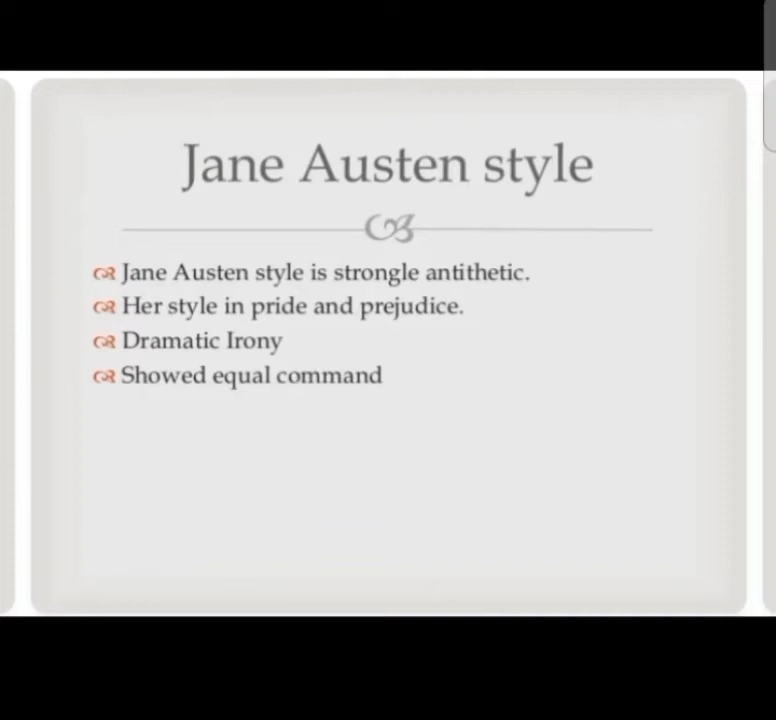 Jane Austen style
Jane Austen style is strongle antithetic.
Her style in pride and prejudice.
Dramatic Irony
Showed equal command